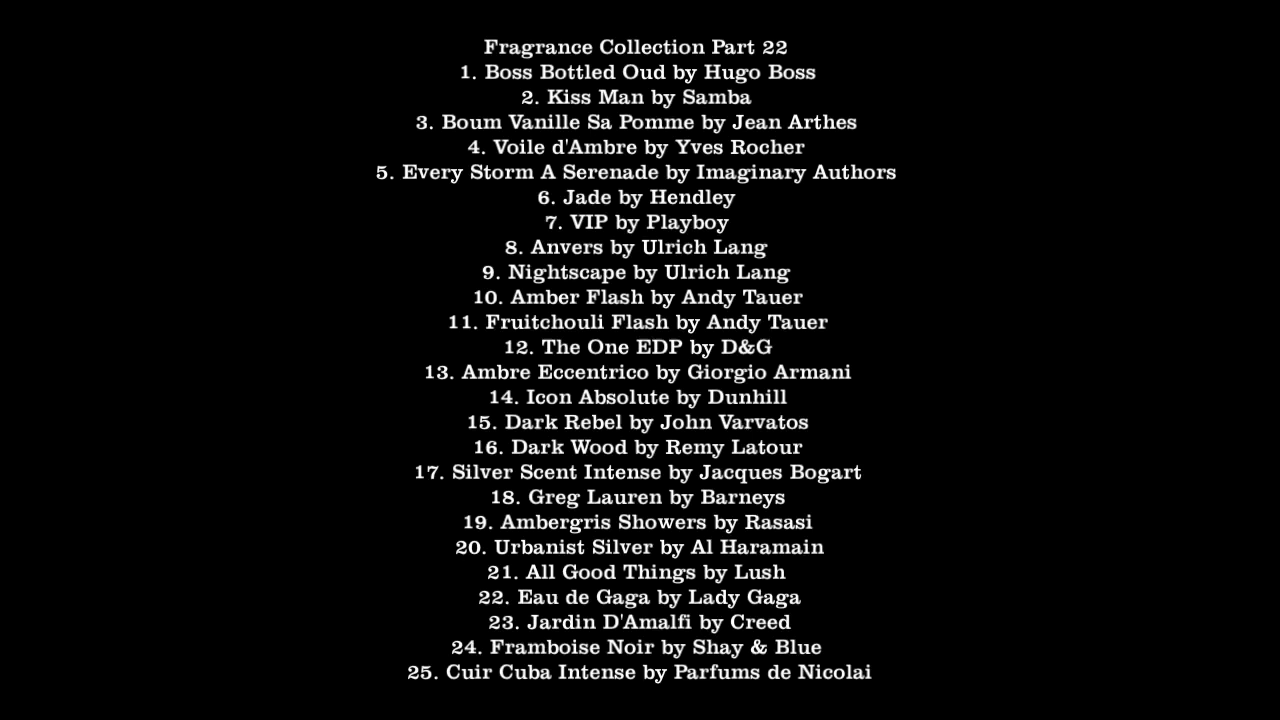 Fragrance Collection Part 22
1. Boss Bottled Oud by Hugo Boss
2. Kiss Man by Samba
3. Boum Vanille Sa Pomme by Jean Arthes
4. Voile d'Ambre by Yves Rocher
5. Every Storm A Serenade by Imaginary Authors
6. Jade by Hendley
7. VIP by Playboy
8. Anvers by Ulrich Lang
9. Nightscape by Ulrich Lang
10. Amber Flash by Andy Tauer
11. Fruitchouli Flash by Andy Tauer
12. The One EDP by D&G
13. Ambre Eccentrico by Giorgio Armani
14. Icon Absolute by Dunhill
15. Dark Rebel by John Varvatos
16. Dark Wood by Remy Latour
17. Silver Scent Intense by Jacques Bogart
18. Greg Lauren by Barneys
19. Ambergris Showers by Rasasi
20. Urbanist Silver by Al Haramain
21. All Good Things by Lush
22. Eau de Gaga by Lady Gaga
23. Jardin D'Amalfi by Creed
24. Framboise Noir by Shay & Blue
25. Cuir Cuba Intense by Parfums de Nicolai